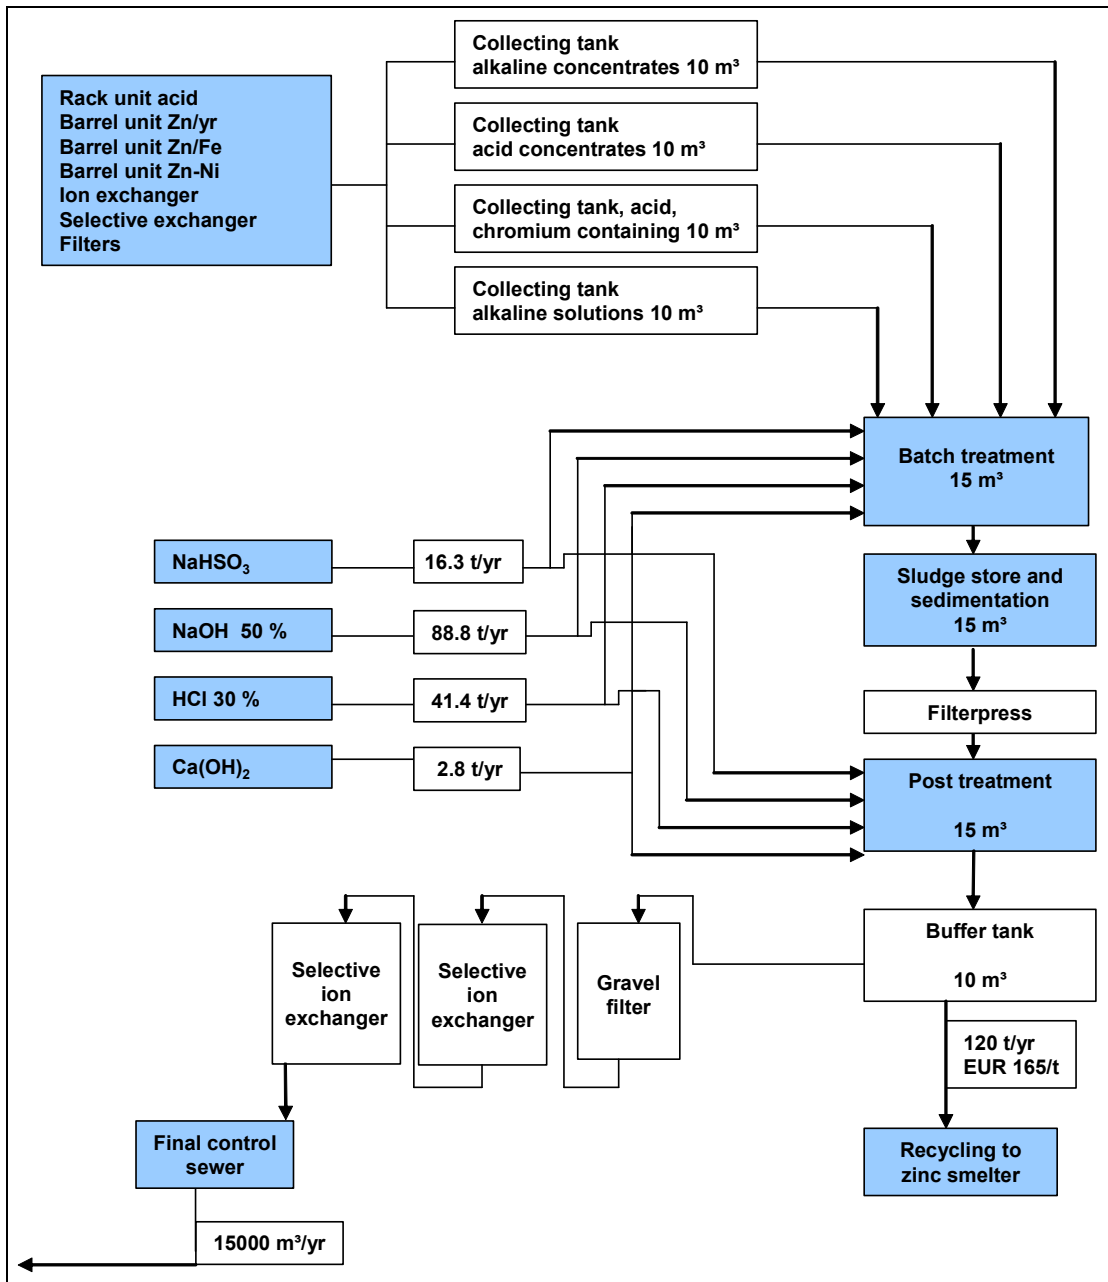 Rack unit acid
Barrel unit Zn/yr
Barrel unit Zn/Fe
Barrel unit Zn-Ni
Ion exchanger
Selective exchanger
Filters
Collecting tank
alkaline concentrates 10 m³
Collecting tank
acid concentrates 10 m³
Collecting tank, acid,
chromium containing 10 m³
Collecting tank
alkaline solutions 10 m³
Batch treatment
15 m³
NaHSO₃
16.3 t/yr
Sludge store and
sedimentation
15 m³
NaOH 50 %
88.8 t/yr
HCl 30 %
41.4 t/yr
Filterpress
Ca(OH)₂
2.8 t/yr
Post treatment
15 m³
Buffer tank
10 m³
Gravel
filter
Selective
ion
exchanger
Selective
ion
exchanger
120 t/yr
EUR 165/t
Final control
sewer
Recycling to
zinc smelter
15000 m³/yr